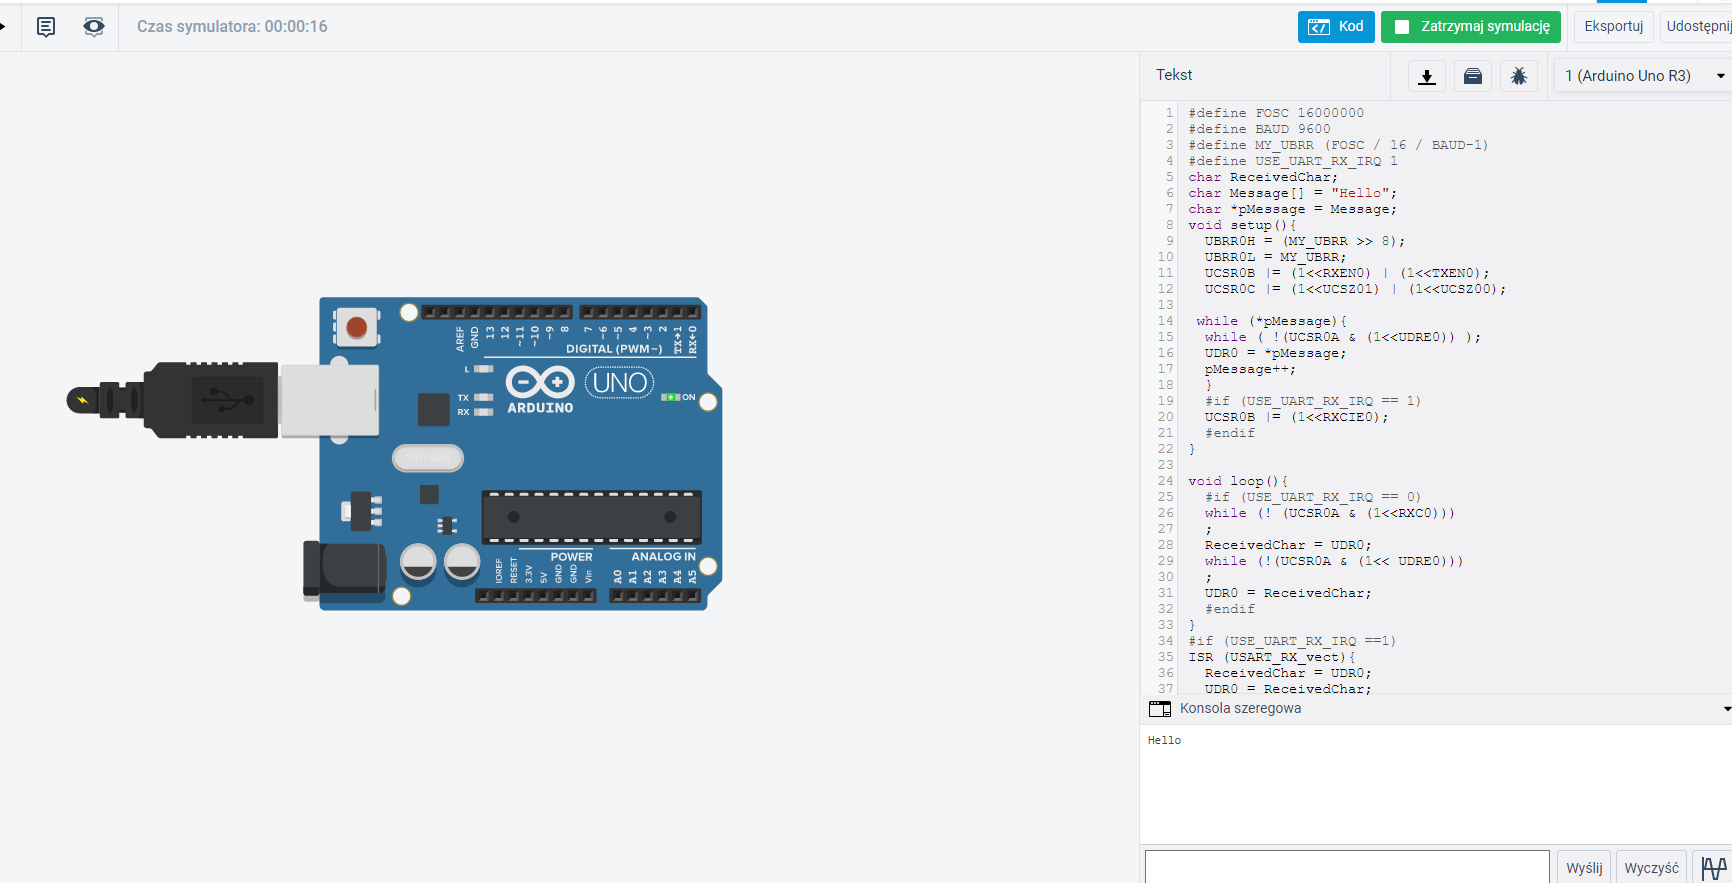 Czas symulatora: 00:00:16
Kod
Zatrzymaj symulację
Eksportuj
Udostępnij
Tekst
1 (Arduino Uno R3)
1 #define FOSC 16000000
2 #define BAUD 9600
3 #define MY_UBRR (FOSC / 16 / BAUD-1)
4 #define USE_UART_RX_IRQ 1
5 char ReceivedChar;
6 char Message[] = "Hello";
7 char *pMessage = Message;
8 void setup(){
9 UBRR0H = (MY_UBRR >> 8);
10 UBRR0L = MY_UBRR;
11 UCSR0B |= (1<<RXEN0) | (1<<TXEN0);
12 UCSR0C |= (1<<UCSZ01) | (1<<UCSZ00);
13
14 while (*pMessage){
15 while ( !(UCSR0A & (1<<UDRE0)) );
16 UDR0 = *pMessage;
17 pMessage++;
18 }
19 #if (USE_UART_RX_IRQ == 1)
20 UCSR0B |= (1<<RXCIE0);
21 #endif
22 }
23
24 void loop(){
25 #if (USE_UART_RX_IRQ == 0)
26 while (! (UCSR0A & (1<<RXC0)))
27 ;
28 ReceivedChar = UDR0;
29 while (!(UCSR0A & (1<< UDRE0)))
30 ;
31 UDR0 = ReceivedChar;
32 #endif
33 }
34 #if (USE_UART_RX_IRQ ==1)
35 ISR (USART_RX_vect){
36 ReceivedChar = UDR0;
37 UDR0 = ReceivedChar;
Konsola szeregowa
Hello
Wyślij
Wyczyść
AREF
GND
13
12
~11
~10
~9
8
7
~6
~5
4
~3
2
TX→1
RX←0
DIGITAL (PWM~)
L
TX
RX
ARDUINO
UNO
ON
POWER
ANALOG IN
IOREF
RESET
3.3V
5V
GND
GND
Vin
A0
A1
A2
A3
A4
A5